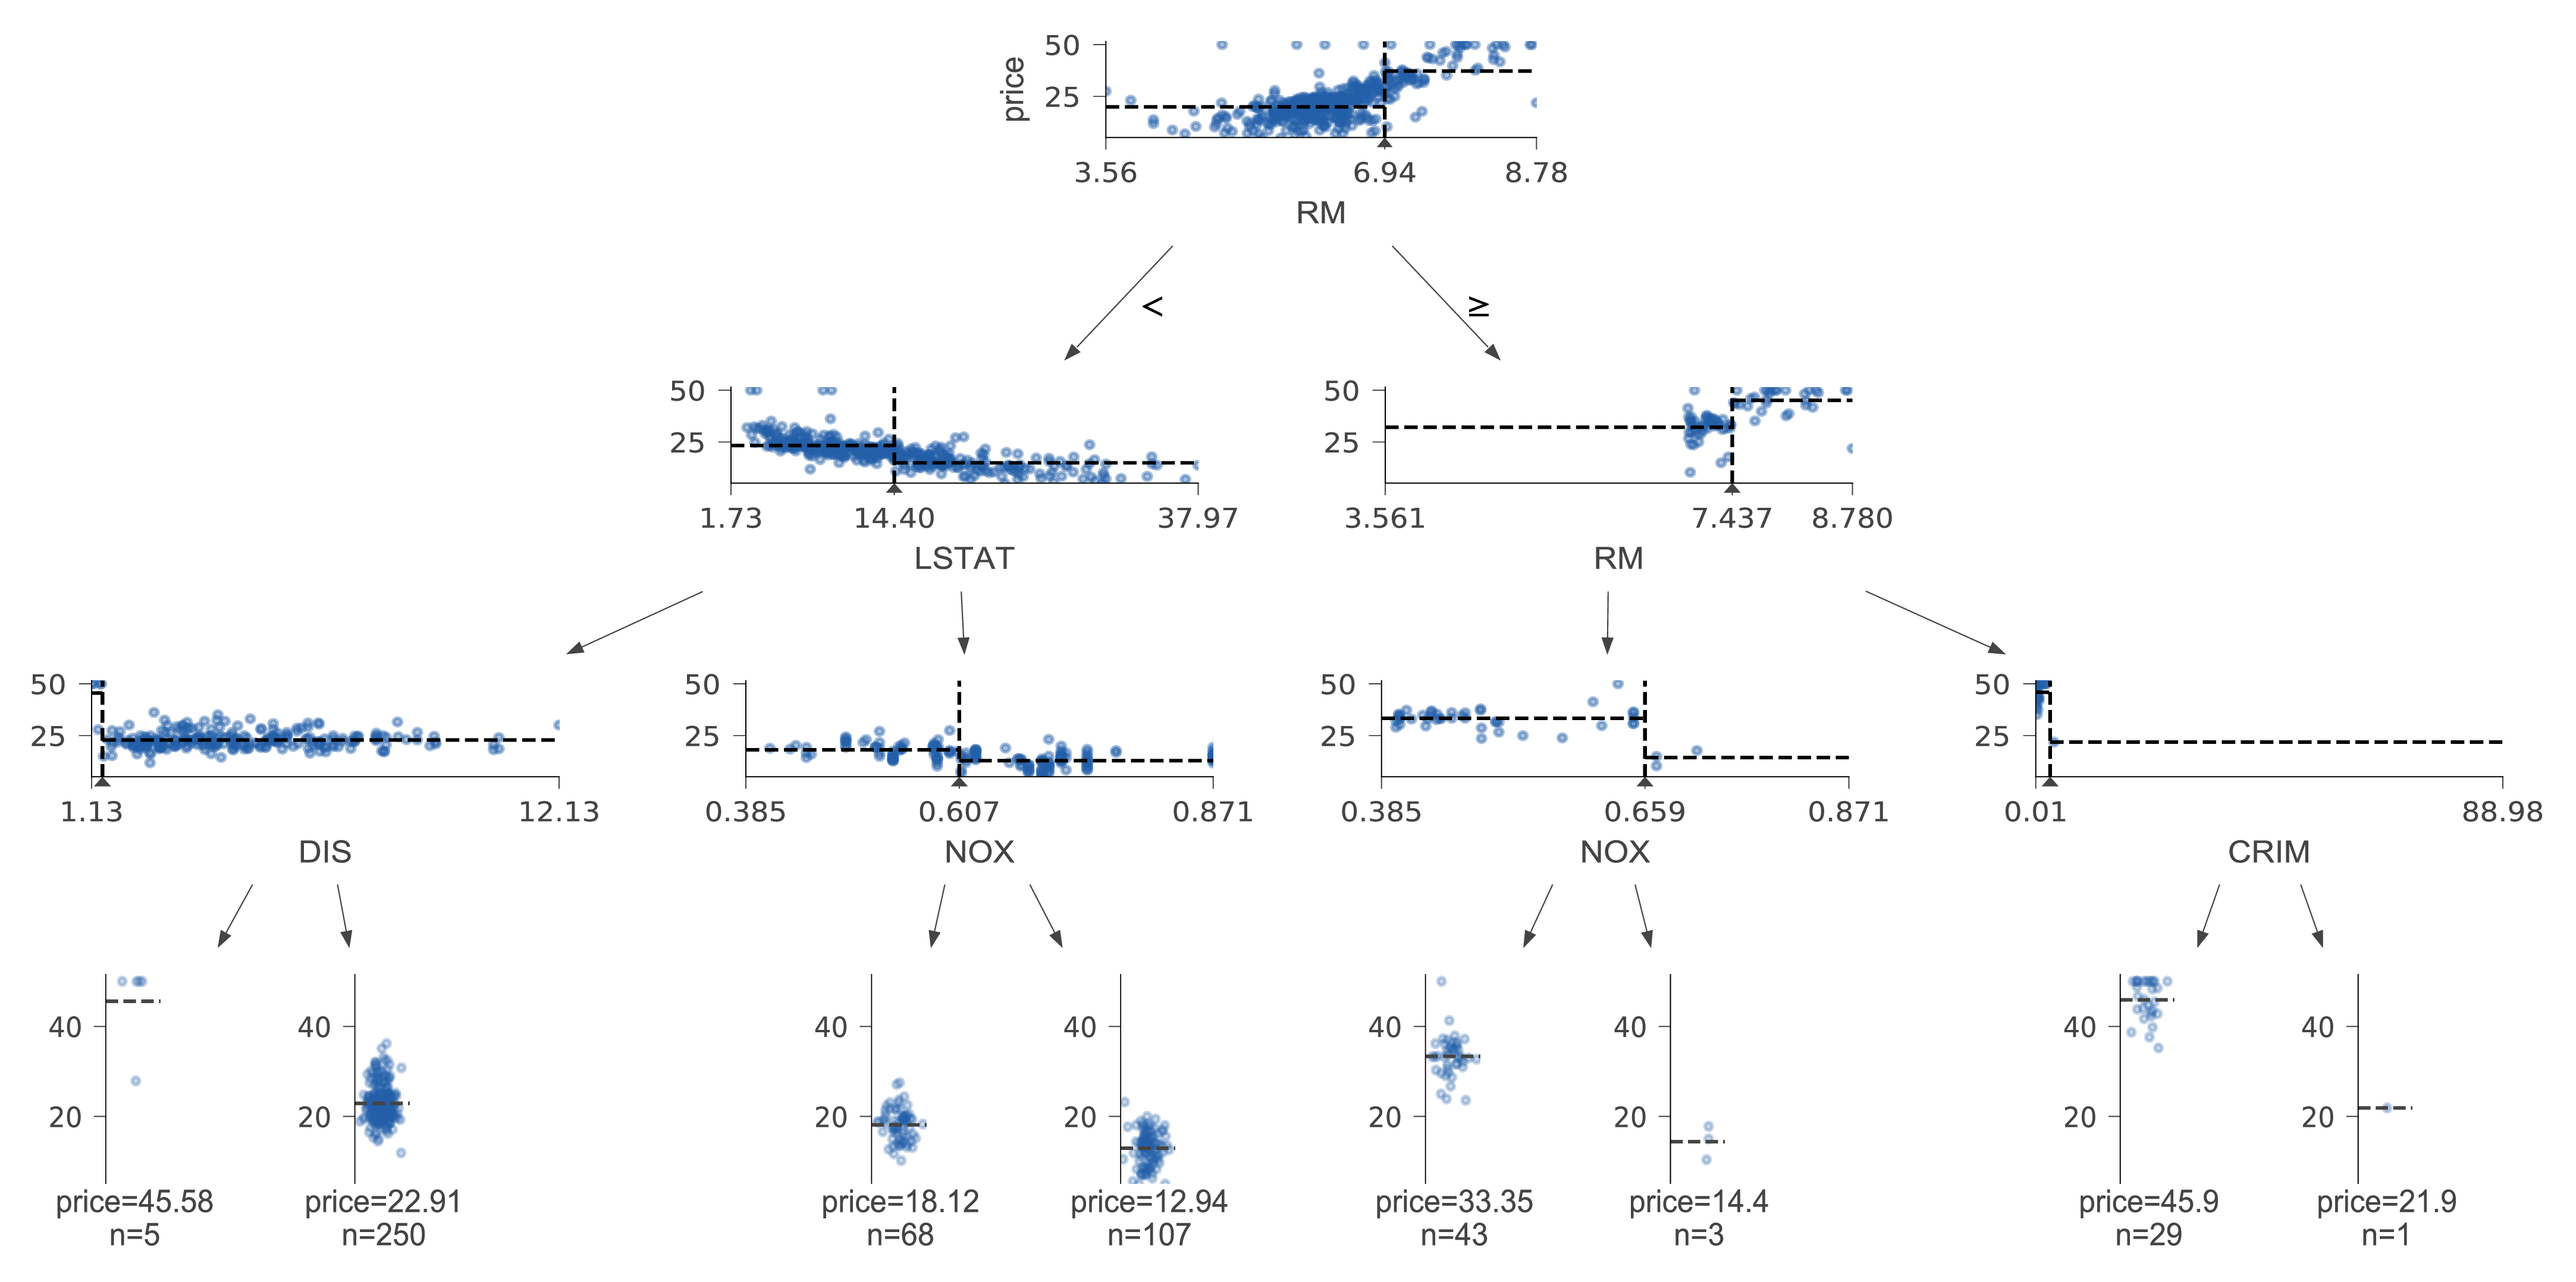 price
50
25
3.56 6.94 8.78
RM
< ≥
50
25
1.73 14.40 37.97
LSTAT
50
25
3.561 7.437 8.780
RM
50
25
1.13 12.13
DIS
50
25
0.385 0.607 0.871
NOX
50
25
0.385 0.659 0.871
NOX
50
25
0.01 88.98
CRIM
40
20
price=45.58
n=5
40
20
price=22.91
n=250
40
20
price=18.12
n=68
40
20
price=12.94
n=107
40
20
price=33.35
n=43
40
20
price=14.4
n=3
40
20
price=45.9
n=29
40
20
price=21.9
n=1